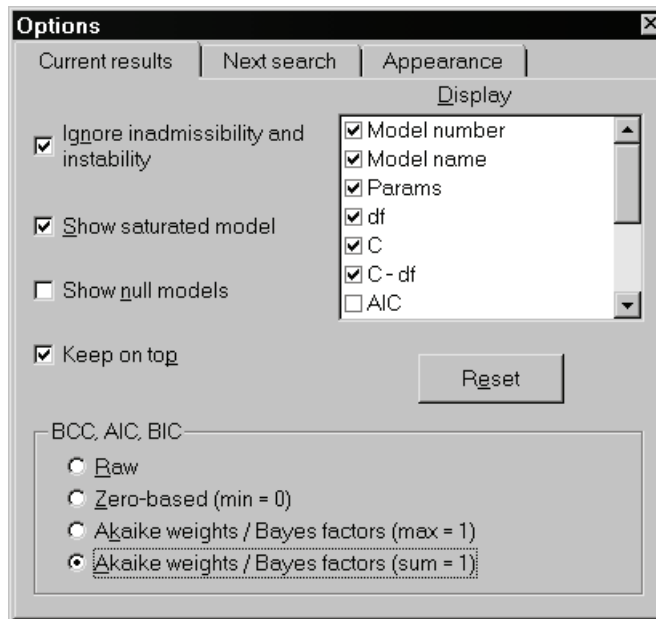 Options
Current results
Next search
Appearance
Display
Ignore inadmissibility and
instability
Show saturated model
Show null models
Keep on top
Model number
Model name
Params
df
C
C - df
AIC
Reset
BCC, AIC, BIC
Raw
Zero-based (min = 0)
Akaike weights / Bayes factors (max = 1)
Akaike weights / Bayes factors (sum = 1)